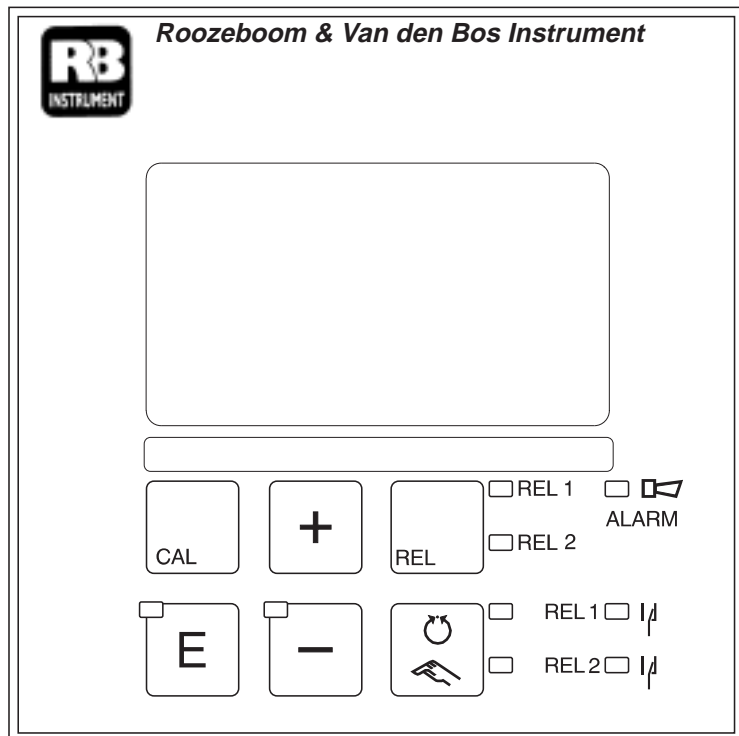 Roozeboom & Van den Bos Instrument
RB
INSTRUMENT
CAL
+
REL
REL 1
REL 2
ALARM
E
−
REL 1
REL 2